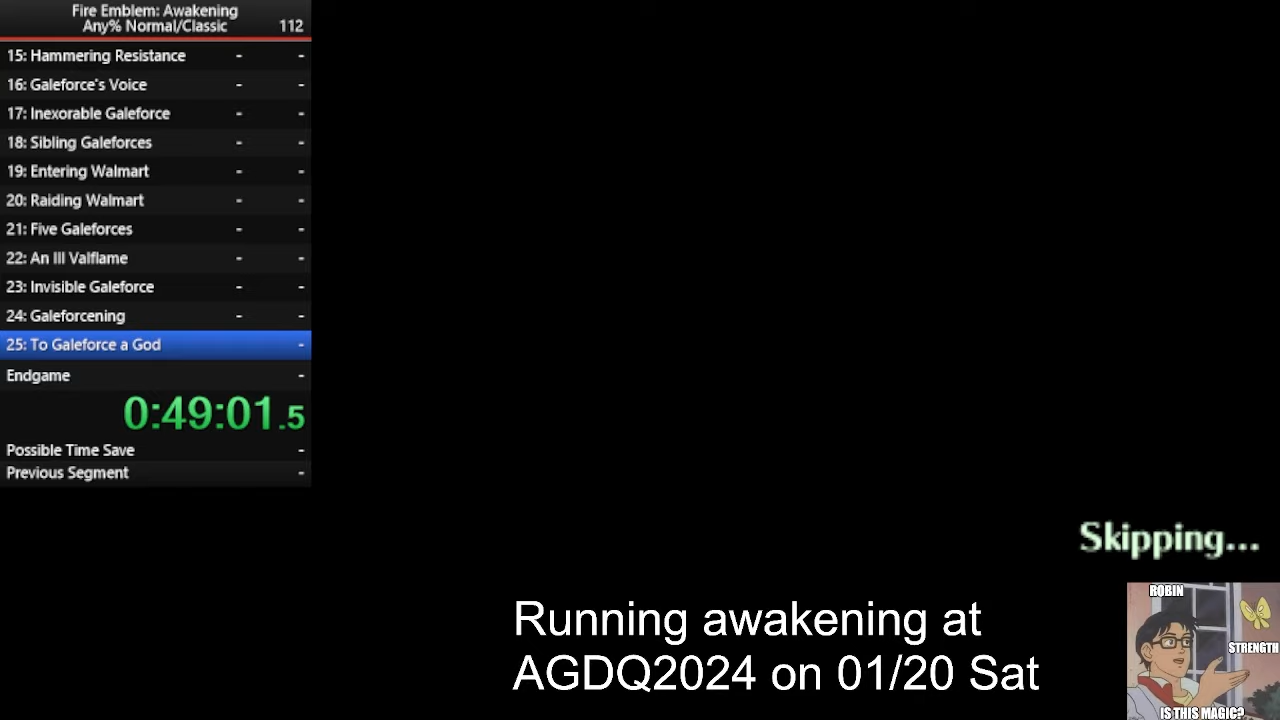 Fire Emblem: Awakening
Any% Normal/Classic 112
15: Hammering Resistance - -
16: Galeforce's Voice - -
17: Inexorable Galeforce - -
18: Sibling Galeforces - -
19: Entering Walmart - -
20: Raiding Walmart - -
21: Five Galeforces - -
22: An Ill Valflame - -
23: Invisible Galeforce - -
24: Galeforcening - -
25: To Galeforce a God -
Endgame -
0:49:01.5
Possible Time Save -
Previous Segment -
Skipping...
Running awakening at
AGDQ2024 on 01/20 Sat
ROBIN
STRENGTH
IS THIS MAGIC?